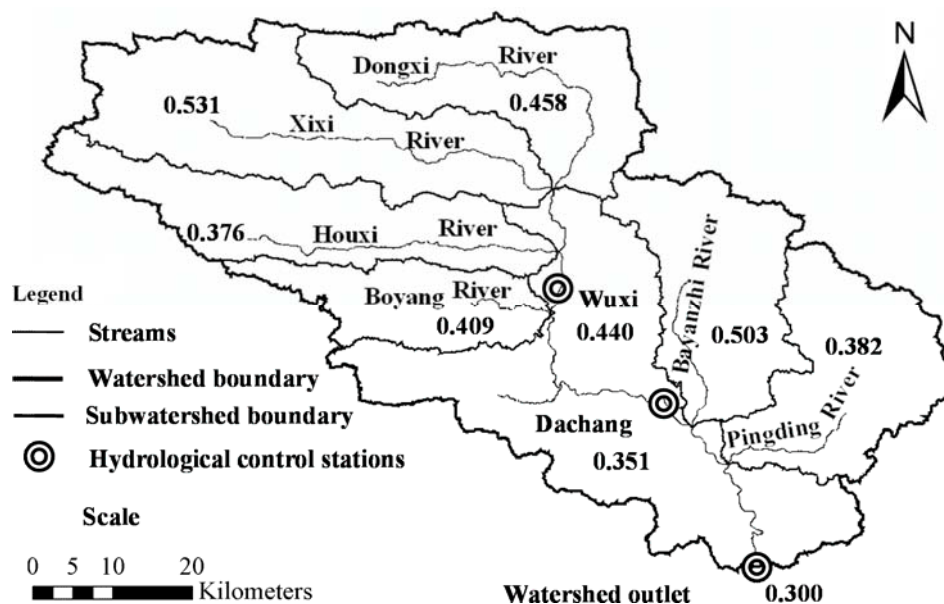 Dongxi River
N
0.531
0.458
Xixi
River
0.376
Houxi
River
Bayanzhi River
Legend
Boyang River
Wuxi
0.409
0.440
0.503
0.382
Streams
Watershed boundary
Subwatershed boundary
Dachang
Pingding River
Hydrological control stations
0.351
Scale
0 5 10 20
Kilometers
Watershed outlet
0.300